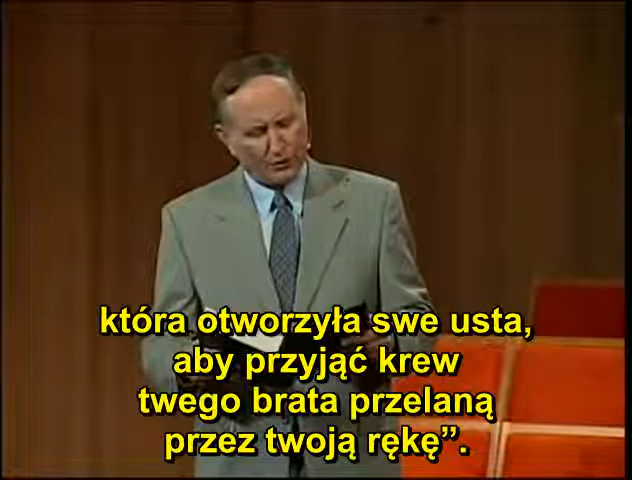 która otworzyła swe usta,
aby przyjąć krew
twego brata przelaną
przez twoją rękę”.